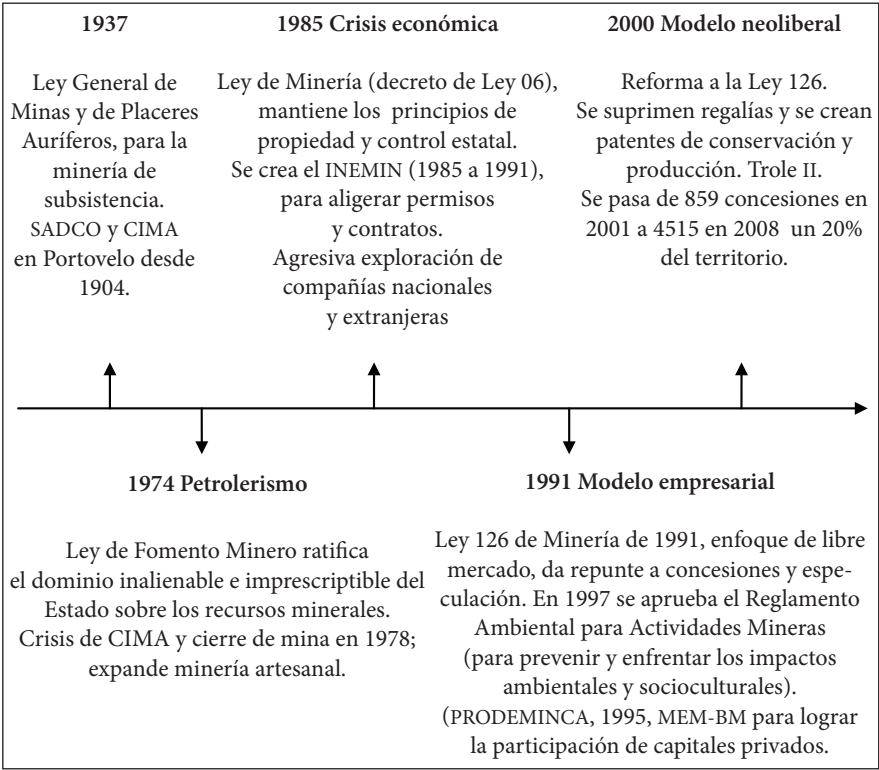 1937
Ley General de
Minas y de Placeres
Auríferos, para la
minería de
subsistencia.
SADCO y CIMA
en Portovelo desde
1904.
1985 Crisis económica
Ley de Minería (decreto de Ley 06),
mantiene los principios de
propiedad y control estatal.
Se crea el INEMIN (1985 a 1991),
para aligerar permisos
y contratos.
Agresiva exploración de
compañías nacionales
y extranjeras
2000 Modelo neoliberal
Reforma a la Ley 126.
Se suprimen regalías y se crean
patentes de conservación y
producción. Trole II.
Se pasa de 859 concesiones en
2001 a 4515 en 2008 un 20%
del territorio.
1974 Petrolerismo
Ley de Fomento Minero ratifica
el dominio inalienable e imprescriptible del
Estado sobre los recursos minerales.
Crisis de CIMA y cierre de mina en 1978;
expande minería artesanal.
1991 Modelo empresarial
Ley 126 de Minería de 1991, enfoque de libre
mercado, da repunte a concesiones y espe-
culación. En 1997 se aprueba el Reglamento
Ambiental para Actividades Mineras
(para prevenir y enfrentar los impactos
ambientales y socioculturales).
(PRODEMINCA, 1995, MEM-BM para lograr
la participación de capitales privados.